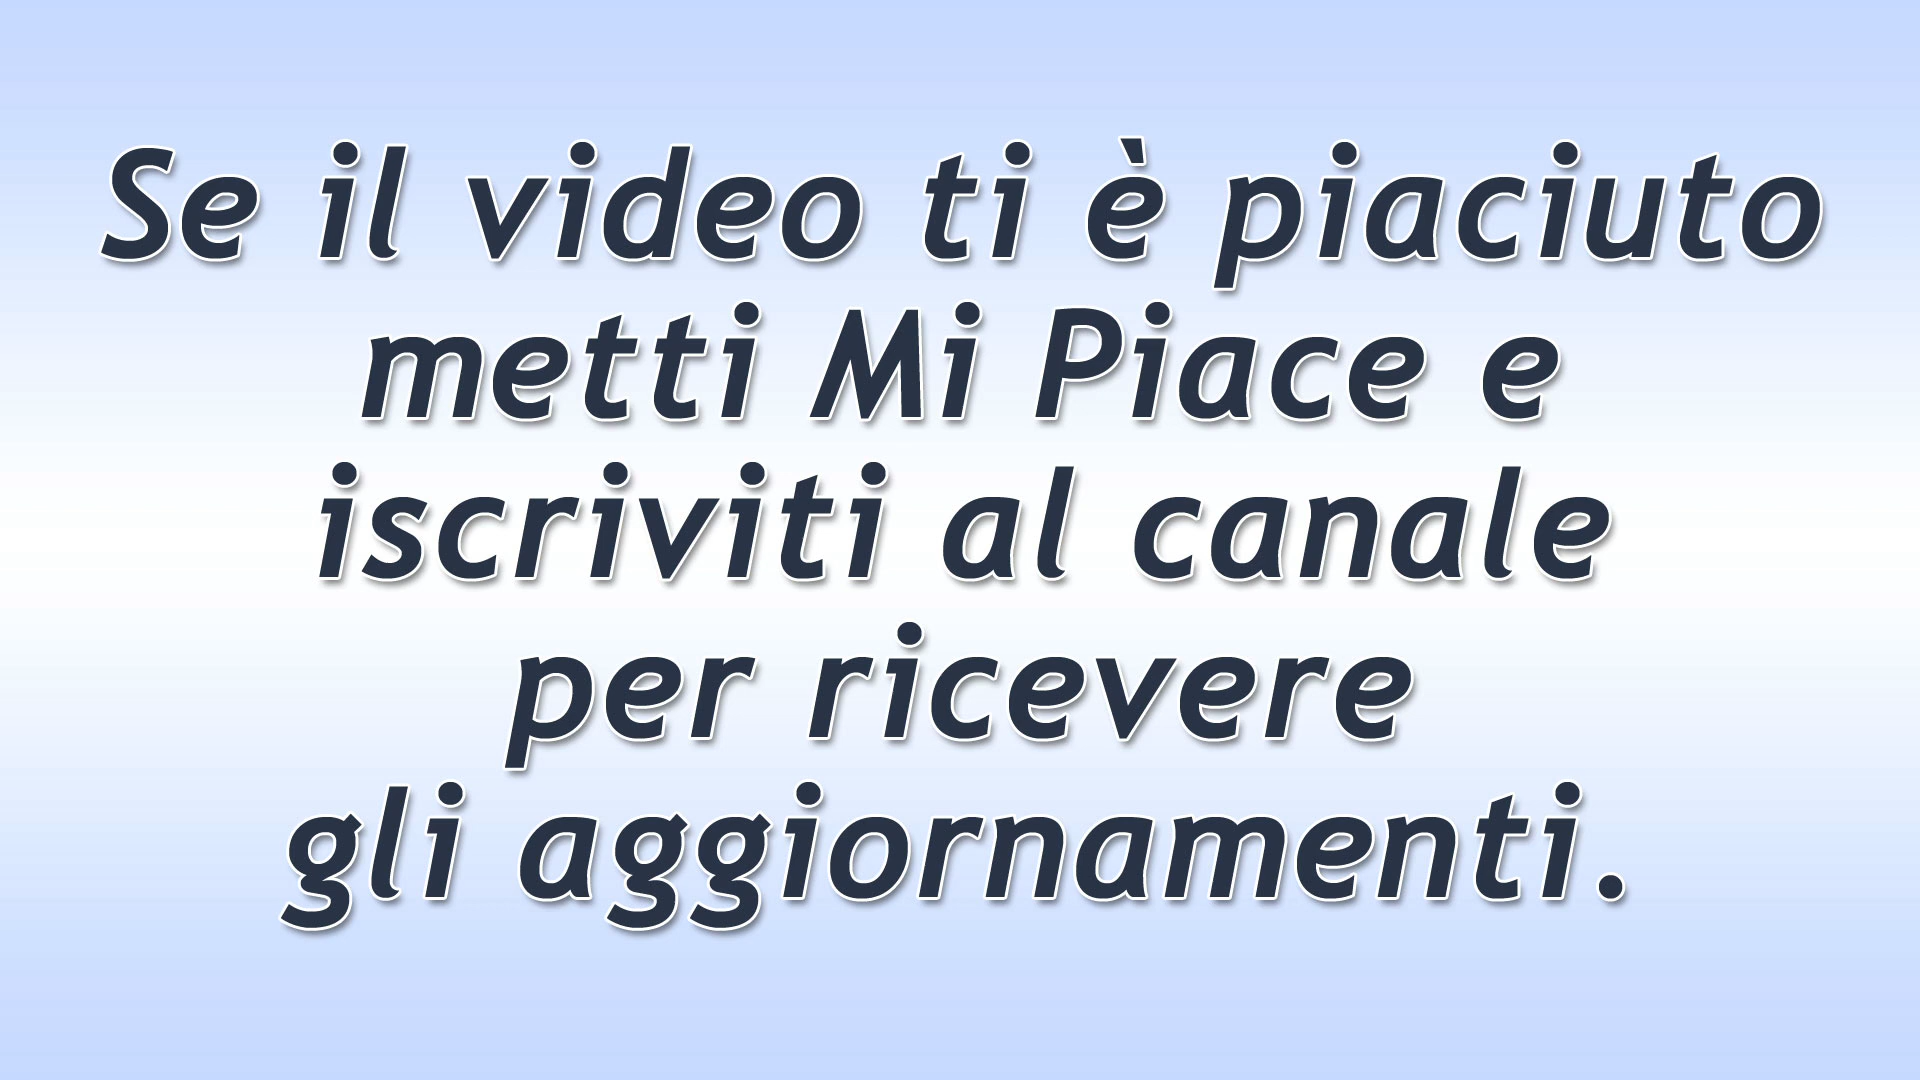 Se il video ti è piaciuto
metti Mi Piace e
iscriviti al canale
per ricevere
gli aggiornamenti.